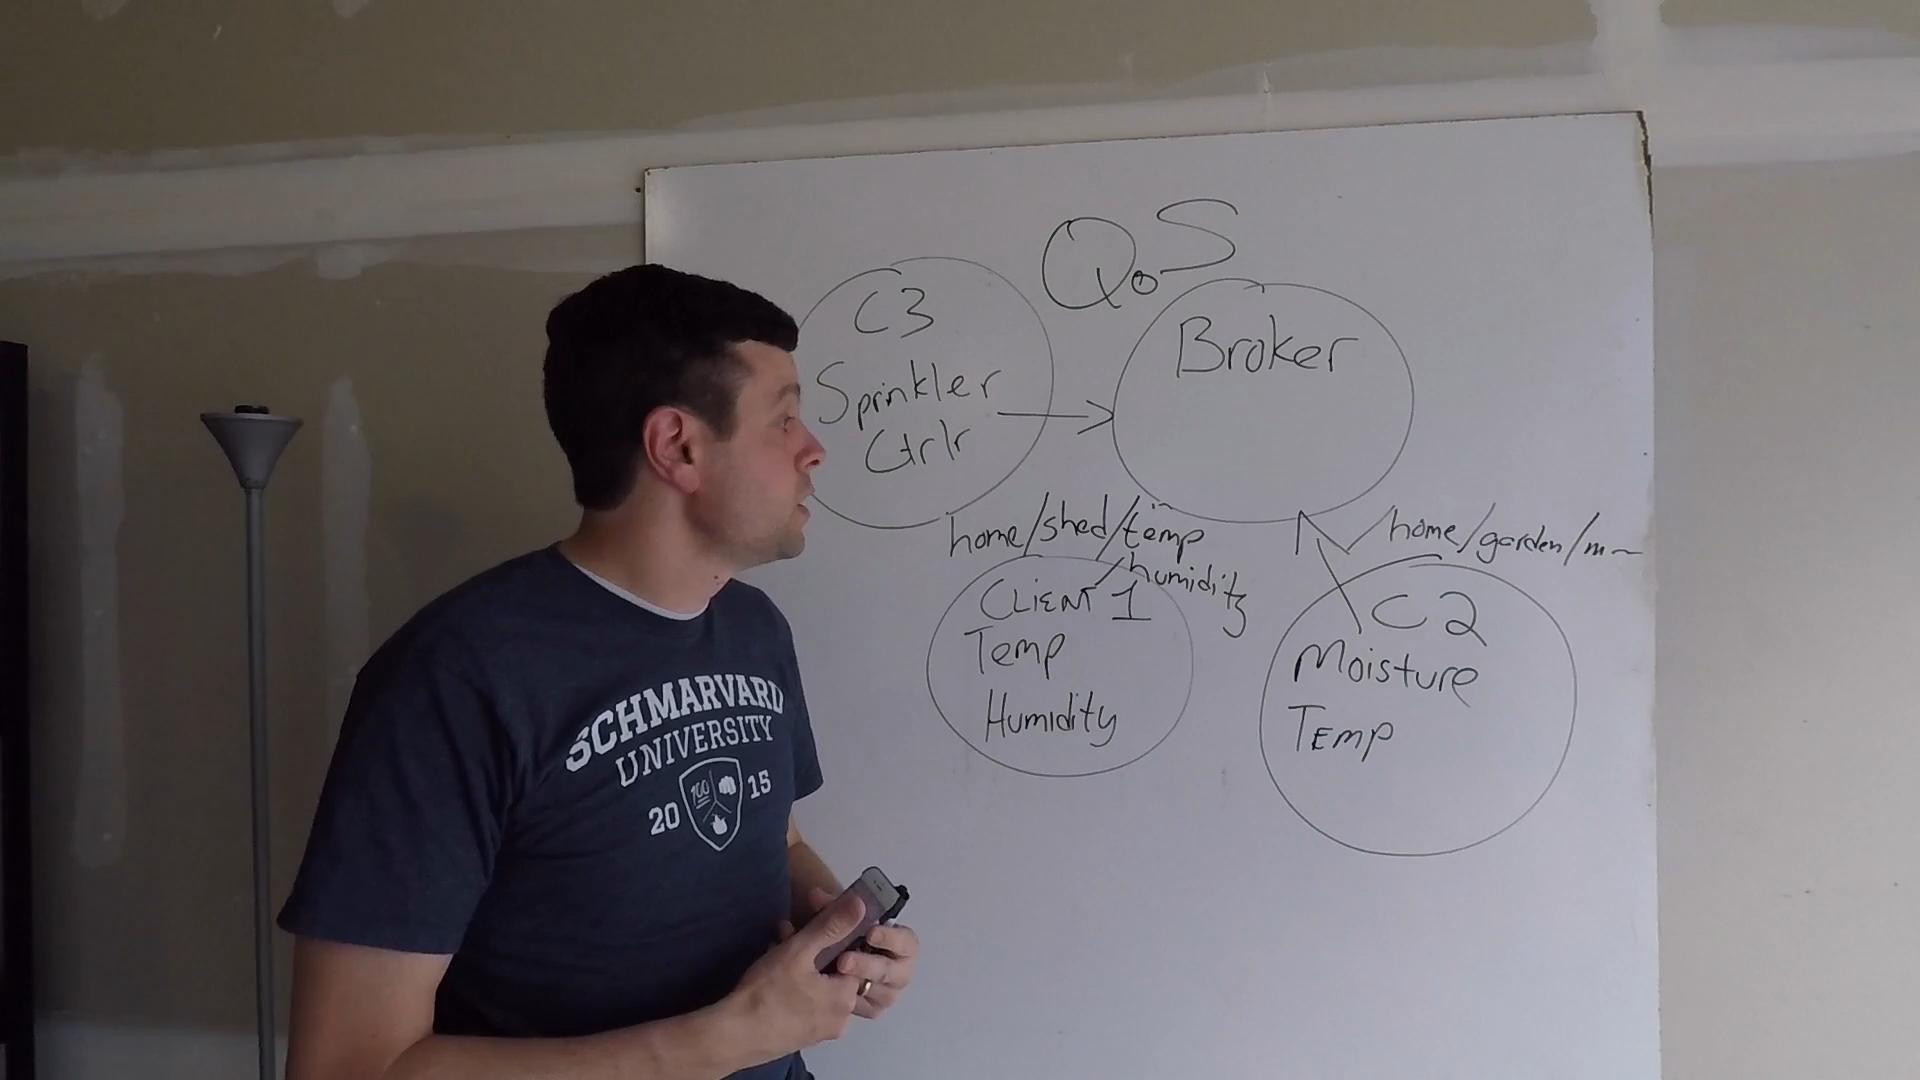 QoS
C3
Sprinkler
Ctrlr
Broker
home/shed/temp
/humidity
/home/garden/m
CLIENT 1
Temp
Humidity
C2
Moisture
Temp
SCHMARVARD
UNIVERSITY
20 15
100